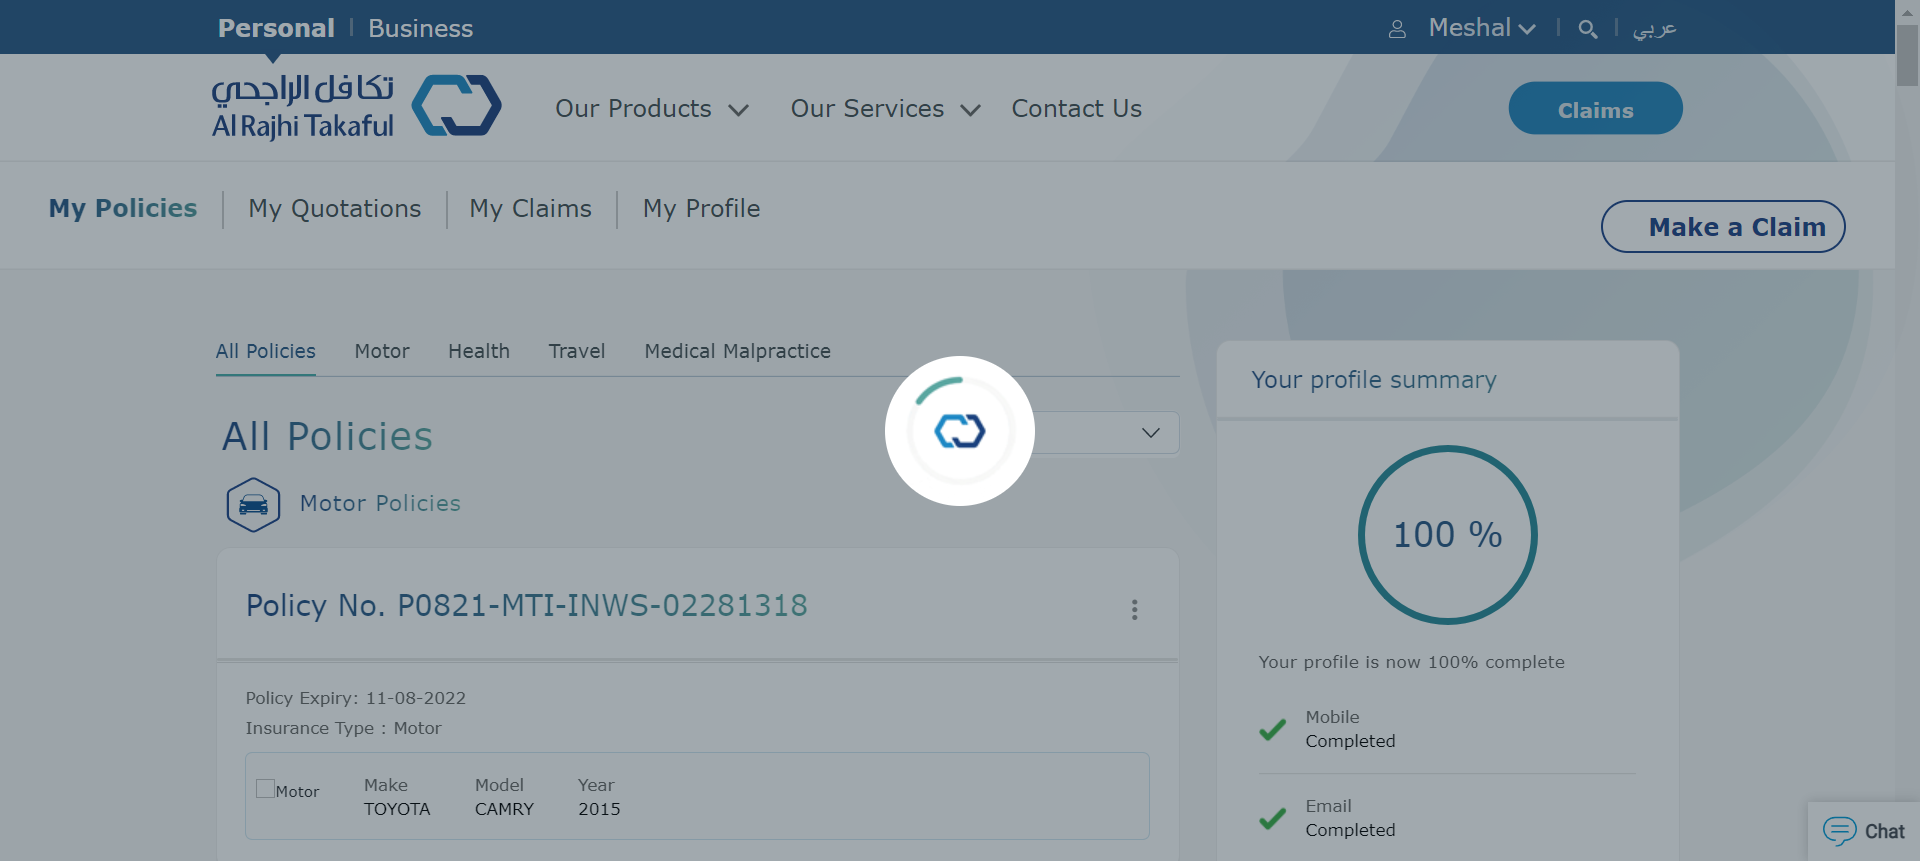 Personal
Business
Meshal
عربي
تكافل الراجحي
Al Rajhi Takaful
Our Products
Our Services
Contact Us
Claims
My Policies
My Quotations
My Claims
My Profile
Make a Claim
All Policies
Motor
Health
Travel
Medical Malpractice
Your profile summary
All Policies
Motor Policies
100 %
Policy No. P0821-MTI-INWS-02281318
Your profile is now 100% complete
Policy Expiry: 11-08-2022
Insurance Type : Motor
Mobile
Completed
Motor
Make
TOYOTA
Model
CAMRY
Year
2015
Email
Completed
Chat